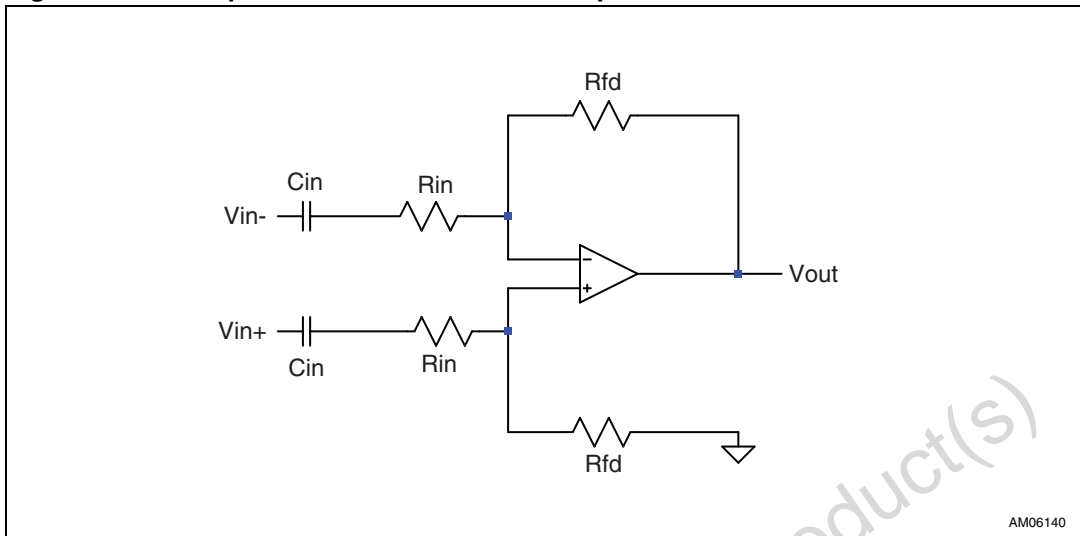 Rfd
Cin
Rin
Vin-
Vout
Vin+
Cin
Rin
Rfd
AM06140